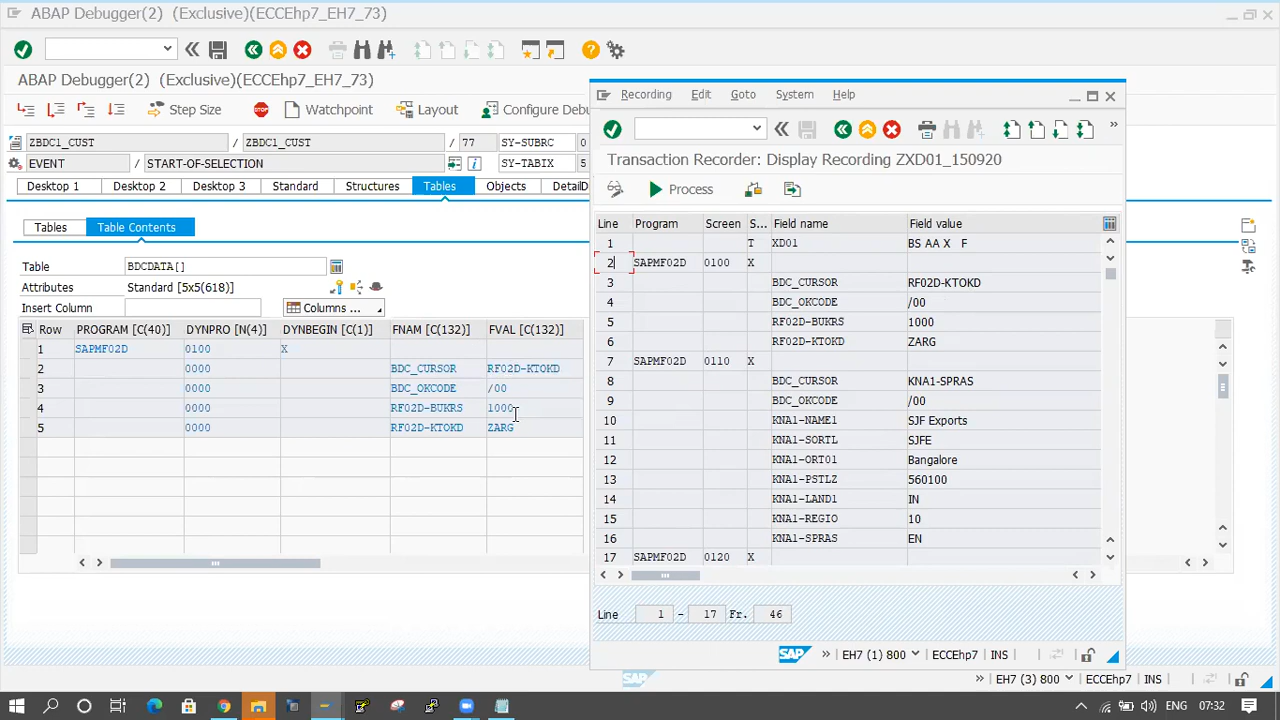 ABAP Debugger(2) (Exclusive)(ECCEhp7_EH7_73)
ABAP Debugger(2) (Exclusive)(ECCEhp7_EH7_73)
Step Size Watchpoint Layout Configure Debu
ZBDC1_CUST / ZBDC1_CUST / 77 SY-SUBRC 0
EVENT / START-OF-SELECTION SY-TABIX 5
Desktop 1 Desktop 2 Desktop 3 Standard Structures Tables Objects DetailD
Tables Table Contents
Table BDCDATA[]
Attributes Standard [5x5(618)]
Insert Column Columns ...
Row PROGRAM [C(40)] DYNPRO [N(4)] DYNBEGIN [C(1)] FNAM [C(132)] FVAL [C(132)]
1 SAPMF02D 0100 X
2 0000 BDC_CURSOR RF02D-KTOKD
3 0000 BDC_OKCODE /00
4 0000 RF02D-BUKRS 1000
5 0000 RF02D-KTOKD ZARG
Recording Edit Goto System Help
Transaction Recorder: Display Recording ZXD01_150920
Process
Line Program Screen S... Field name Field value
1 T XD01 BS AA X F
2 SAPMF02D 0100 X
3 BDC_CURSOR RF02D-KTOKD
4 BDC_OKCODE /00
5 RF02D-BUKRS 1000
6 RF02D-KTOKD ZARG
7 SAPMF02D 0110 X
8 BDC_CURSOR KNA1-SPRAS
9 BDC_OKCODE /00
10 KNA1-NAME1 SJF Exports
11 KNA1-SORTL SJFE
12 KNA1-ORT01 Bangalore
13 KNA1-PSTLZ 560100
14 KNA1-LAND1 IN
15 KNA1-REGIO 10
16 KNA1-SPRAS EN
17 SAPMF02D 0120 X
Line 1 - 17 Fr. 46
SAP EH7 (1) 800 ECCEhp7 INS
SAP EH7 (3) 800 ECCEhp7 INS
ENG 07:32